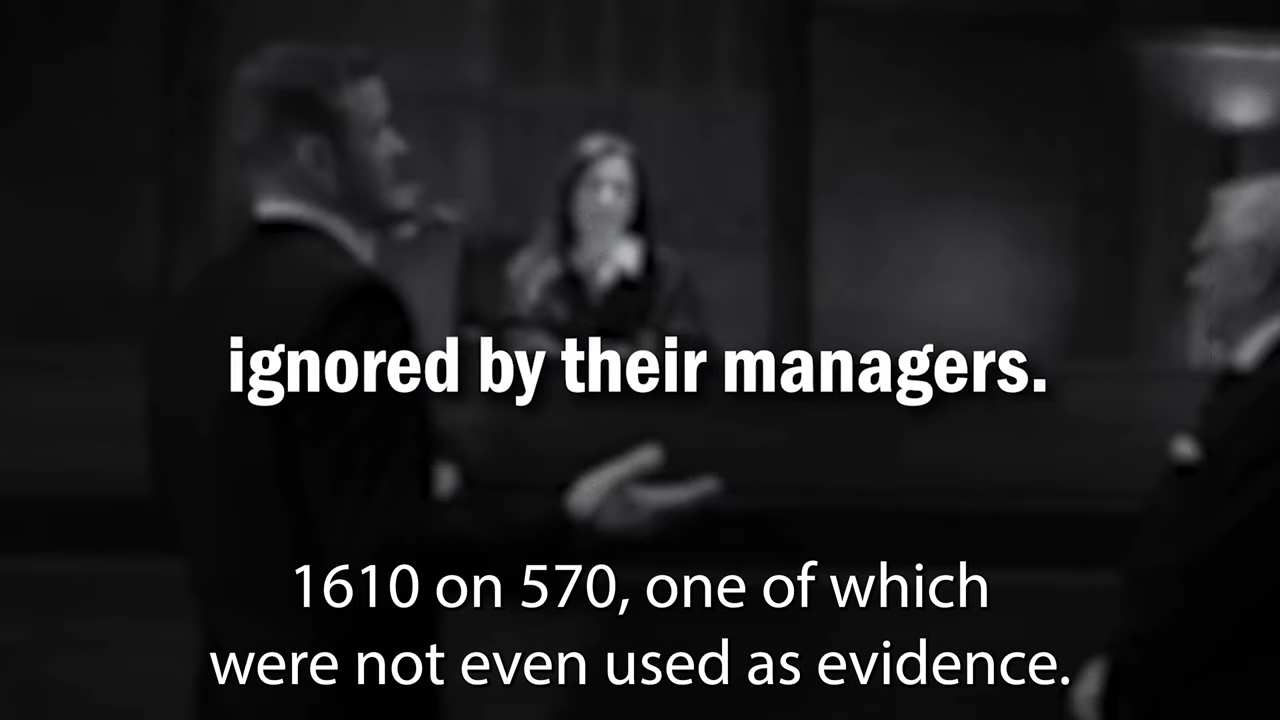 ignored by their managers.
1610 on 570, one of which
were not even used as evidence.